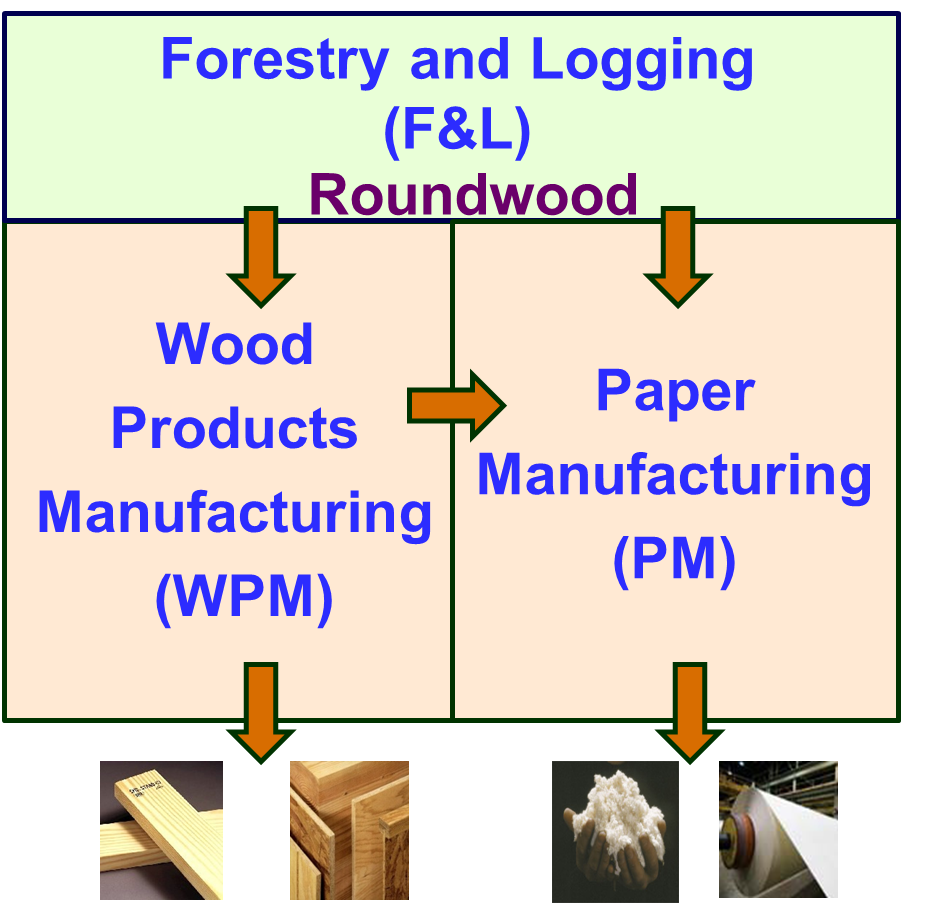 Forestry and Logging
(F&L)
Roundwood
Wood
Products
Manufacturing
(WPM)
Paper
Manufacturing
(PM)